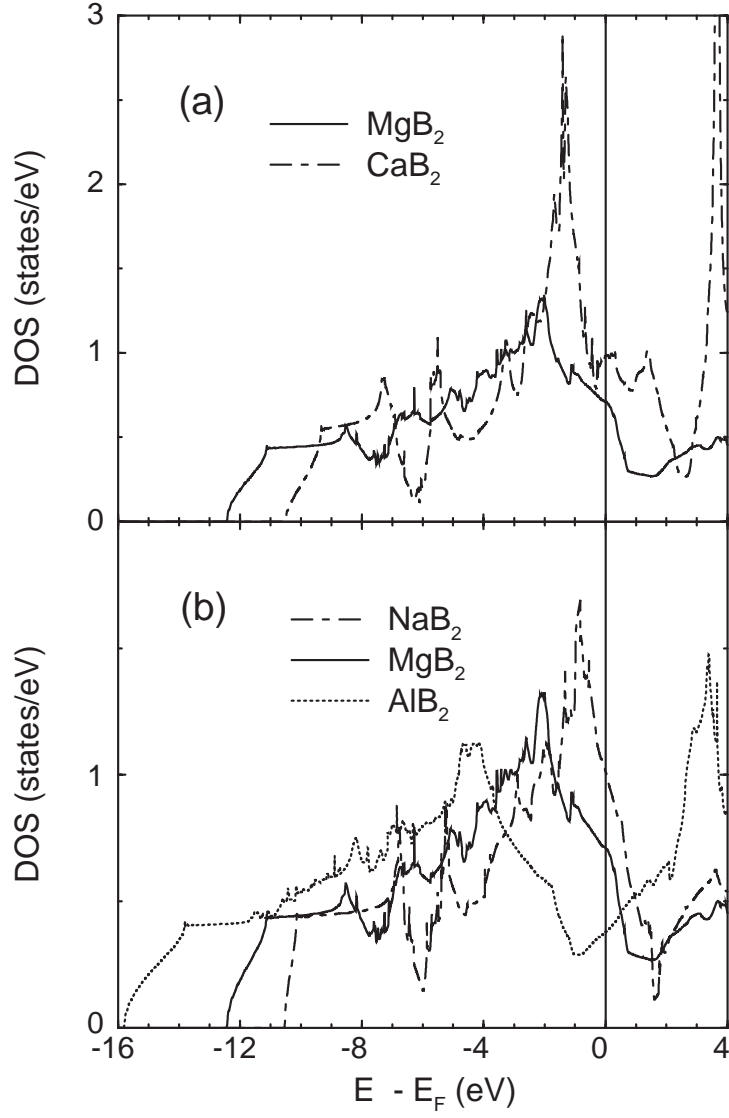 3
(a)
MgB₂
CaB₂
2
DOS (states/eV)
1
0
(b)
NaB₂
MgB₂
AlB₂
DOS (states/eV)
1
0
-16 -12 -8 -4 0 4
E - E_F (eV)